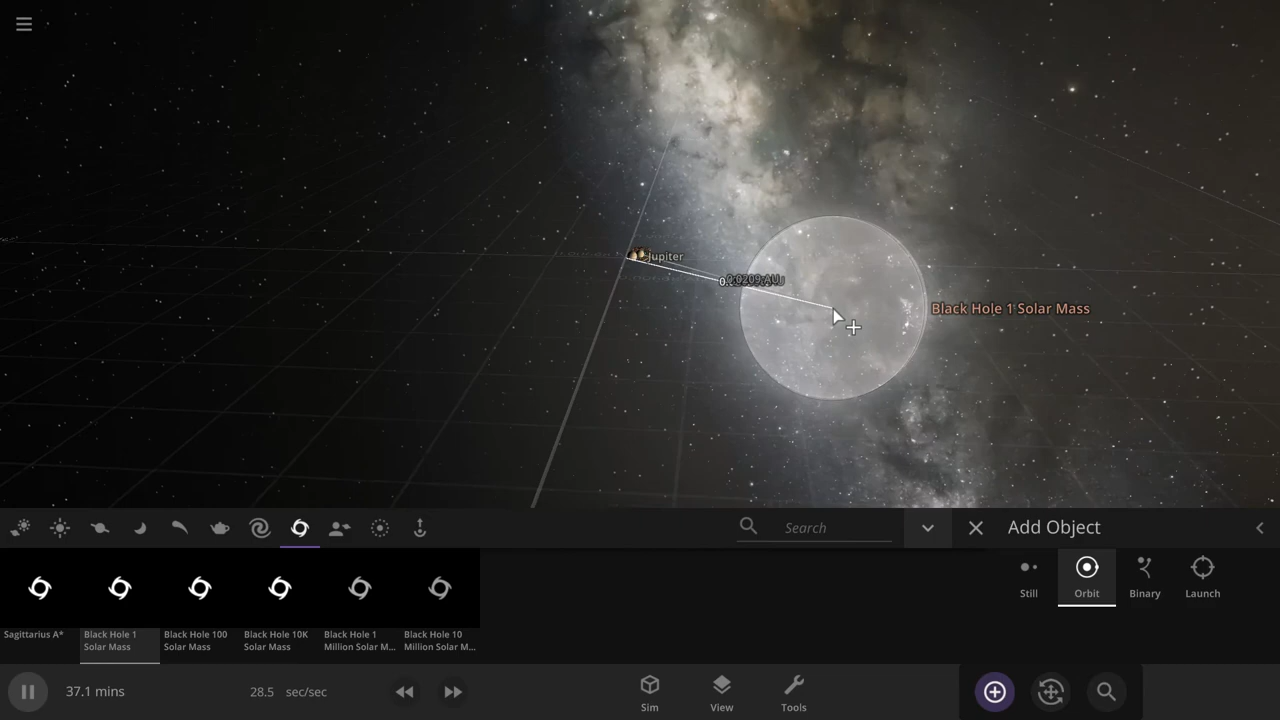 Jupiter
Black Hole 1 Solar Mass
Search
Add Object
Still
Orbit
Binary
Launch
Sagittarius A*
Black Hole 1
Solar Mass
Black Hole 100
Solar Mass
Black Hole 10K
Solar Mass
Black Hole 1
Million Solar M...
Black Hole 10
Million Solar M...
37.1 mins
28.5 sec/sec
Sim
View
Tools